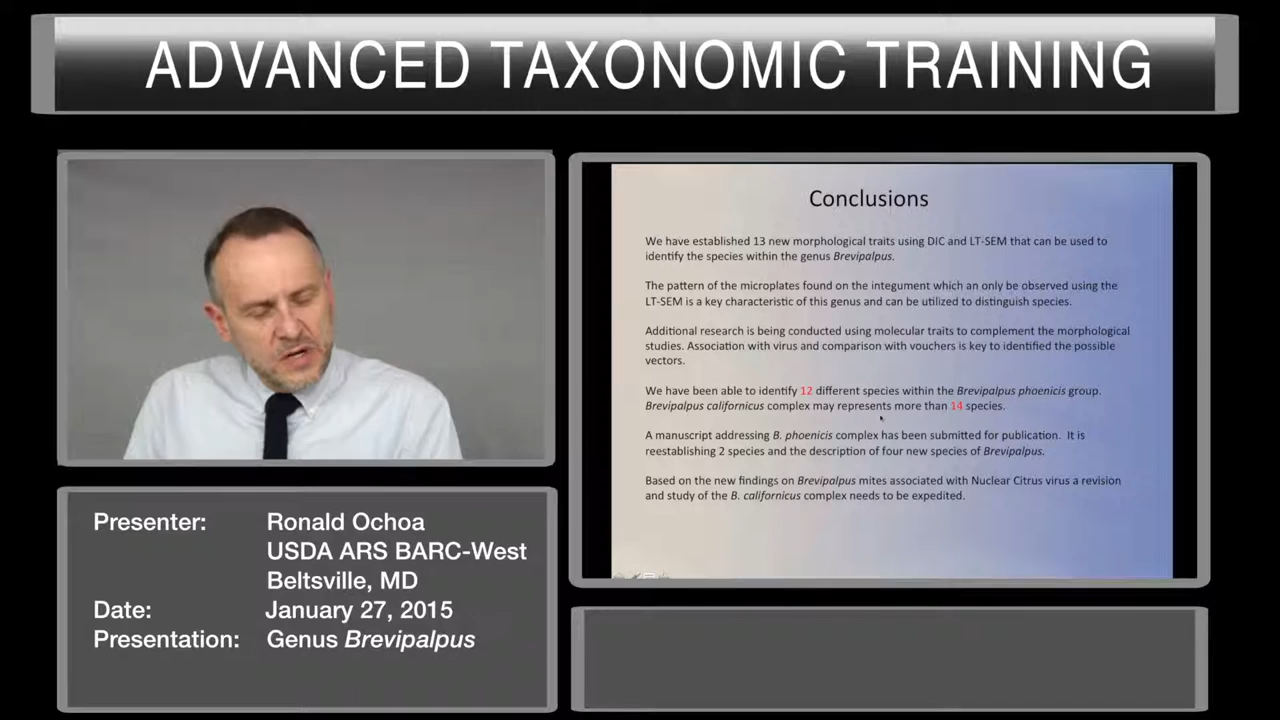 ADVANCED TAXONOMIC TRAINING
Conclusions
We have established 13 new morphological traits using DIC and LT-SEM that can be used to
identify the species within the genus Brevipalpus.
The pattern of the microplates found on the integument which an only be observed using the
LT-SEM is a key characteristic of this genus and can be utilized to distinguish species.
Additional research is being conducted using molecular traits to complement the morphological
studies. Association with virus and comparison with vouchers is key to identified the possible
vectors.
We have been able to identify 12 different species within the Brevipalpus phoenicis group.
Brevipalpus californicus complex may represents more than 14 species.
A manuscript addressing B. phoenicis complex has been submitted for publication. It is
reestablishing 2 species and the description of four new species of Brevipalpus.
Based on the new findings on Brevipalpus mites associated with Nuclear Citrus virus a revision
and study of the B. californicus complex needs to be expedited.
Presenter: Ronald Ochoa
USDA ARS BARC-West
Beltsville, MD
Date: January 27, 2015
Presentation: Genus Brevipalpus